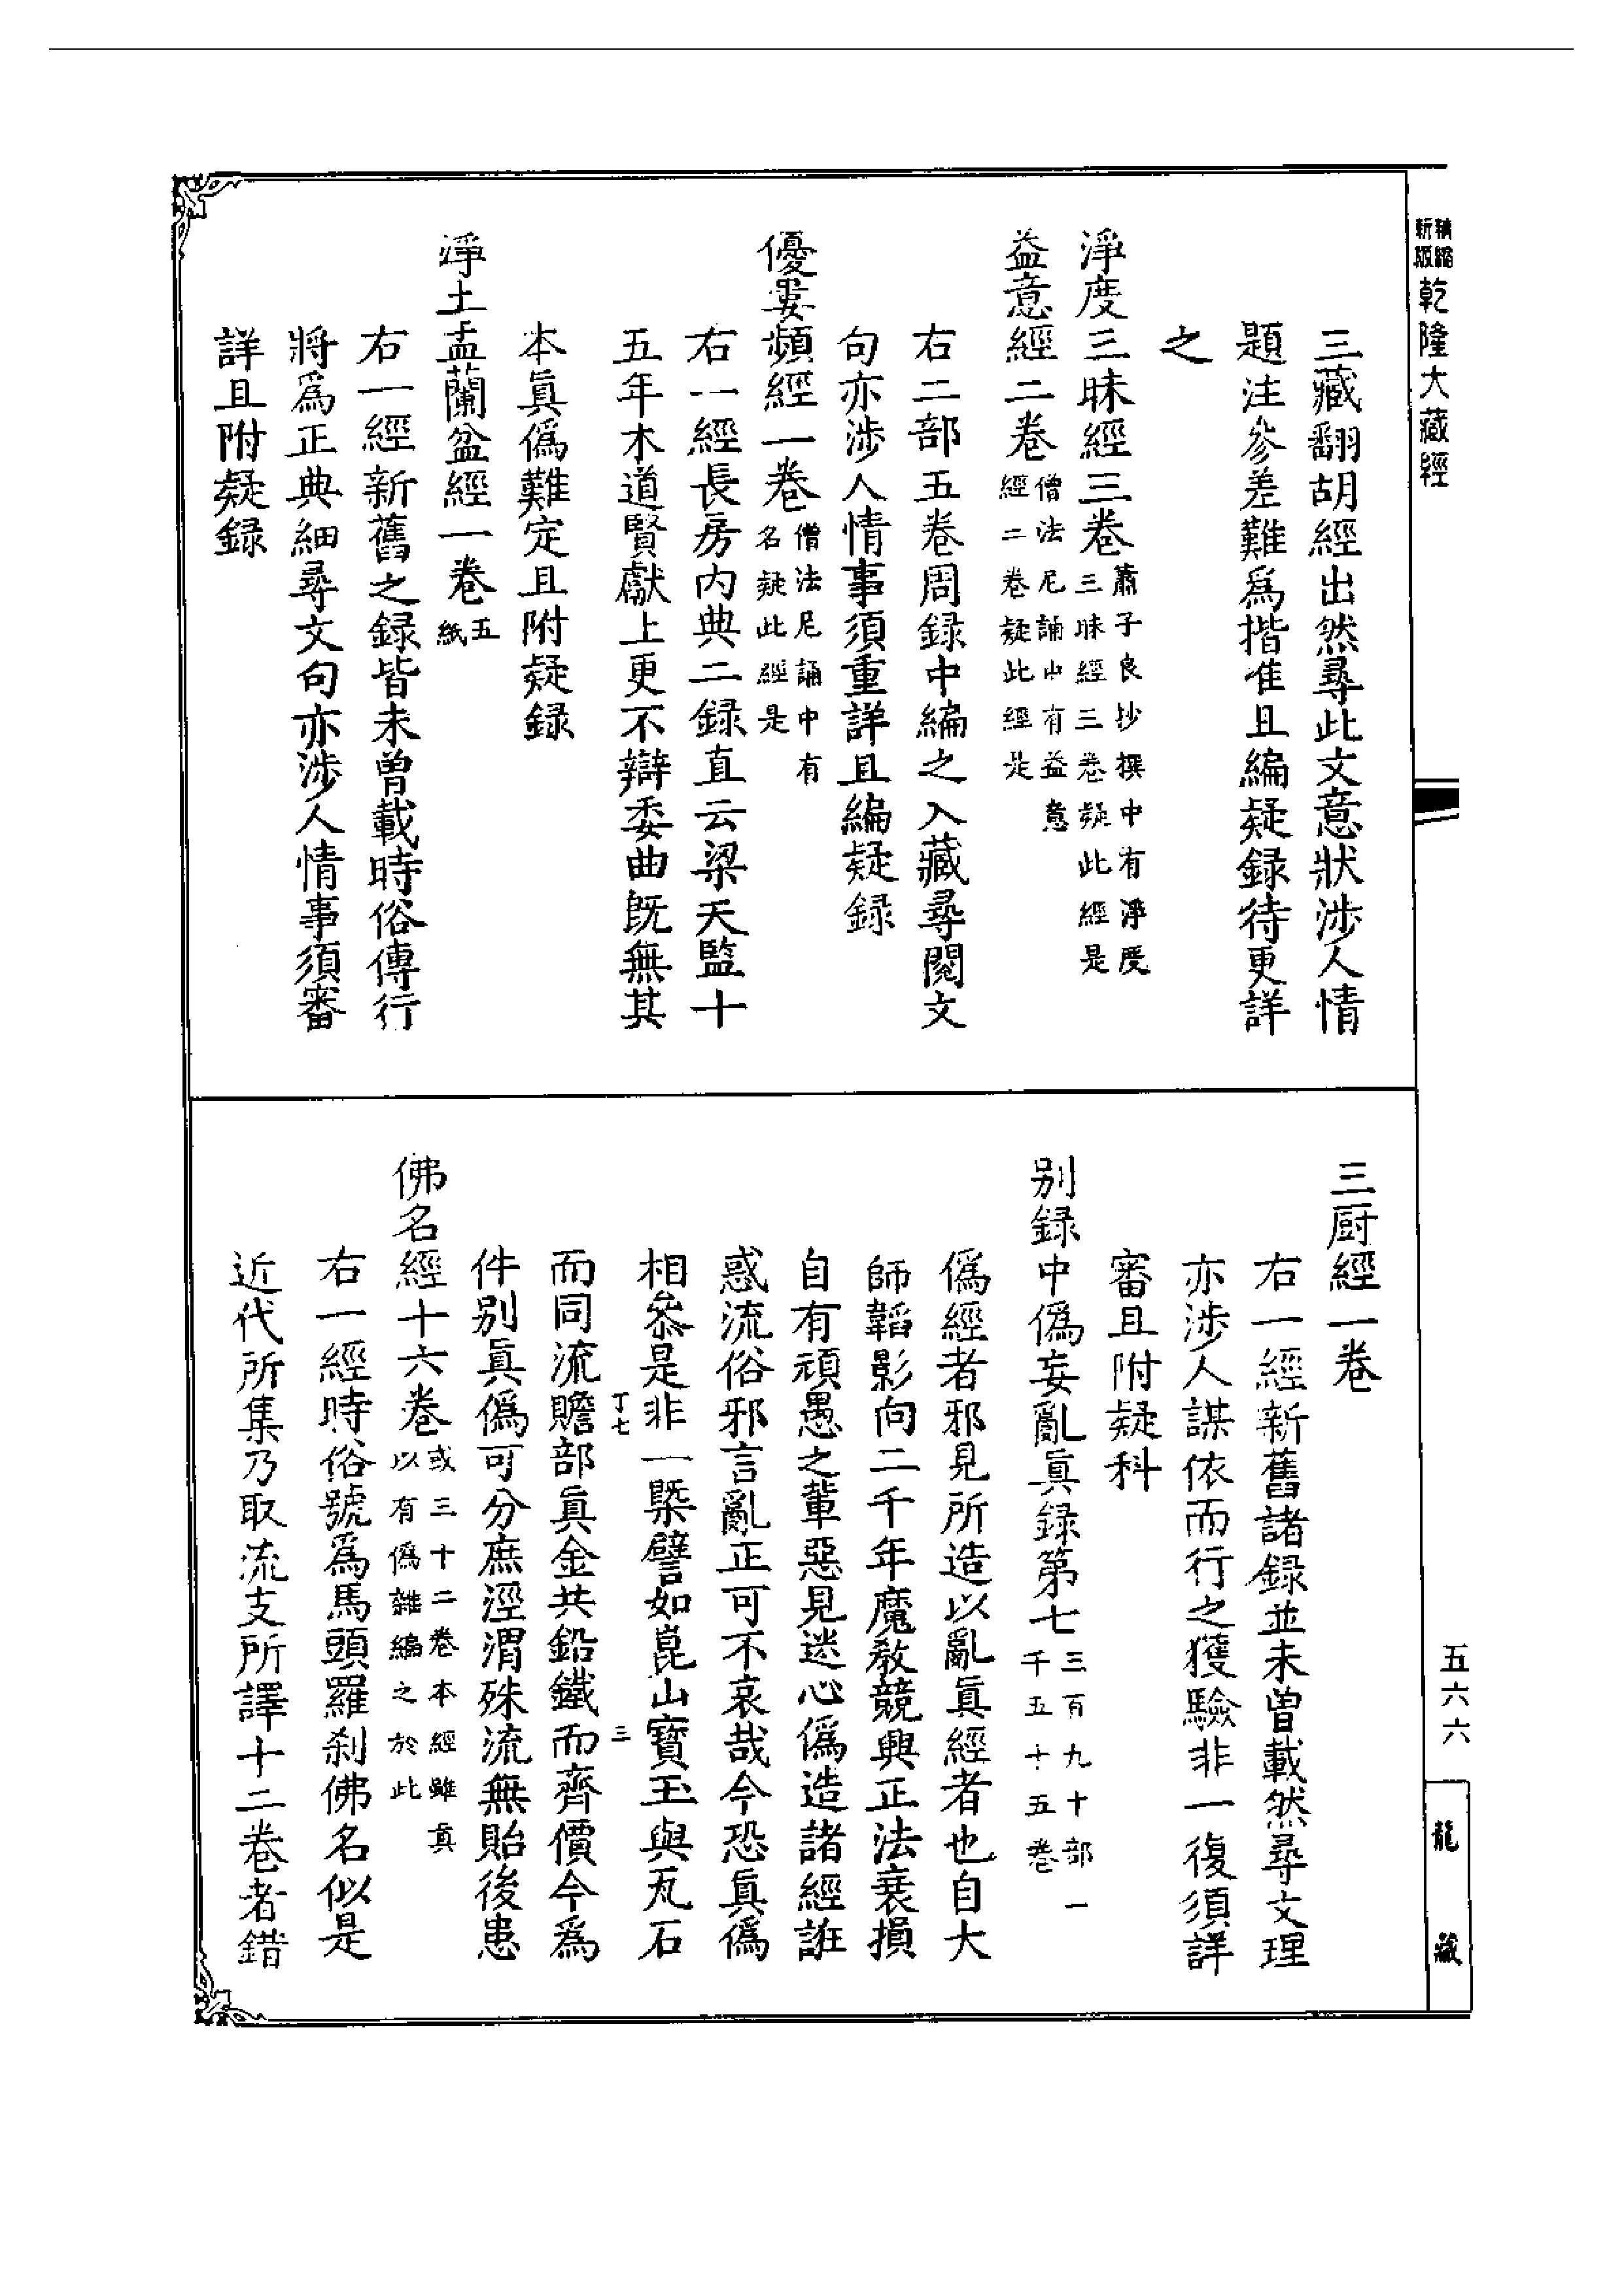 精縮新版
乾隆大藏經
三藏翻胡經出然尋此文意狀涉人情
題注參差難爲揩准且編疑録待更詳
之
淨度三昧經三卷蕭子良抄撰中有淨度三昧經三卷疑此經是
益意經二卷僧法尼誦出有益意經二卷疑此經是
右二部五卷周録中編之入藏尋閱文
句亦涉人情事須重詳且編疑録
優婁頻經一卷僧法尼誦中有名疑此經是
右一經長房内典二録直云梁天監十
五年木道賢獻上更不辯委曲旣無其
本眞僞難定且附疑録
淨土盂蘭盆經一卷五紙
右一經新舊之録皆未曾載時俗傳行
將爲正典細尋文句亦涉人情事須審
詳且附疑録
三厨經一卷
右一經新舊諸録並未曾載然尋文理
亦涉人謀依而行之獲驗非一復須詳
審且附疑科
别録中僞妄亂眞録第七三百九十部一千五十五卷
僞經者邪見所造以亂眞經者也自大
師韜影向二千年魔教競興正法衰損
自有頑愚之輩惡見迷心僞造諸經誑
惑流俗邪言亂正可不哀哉今恐眞僞
相叅是非一槩譬如崑山寳玉與瓦石
丁七
三
而同流贍部眞金共鉛鐵而齊價今爲
件别眞僞可分庶涇渭殊流無貽後患
佛名經十六卷或三十二卷本經雖眞以有僞雜編之於此
右一經時俗號爲馬頭羅刹佛名似是
近代所集乃取流支所譯十二卷者錯
五六六
龍藏